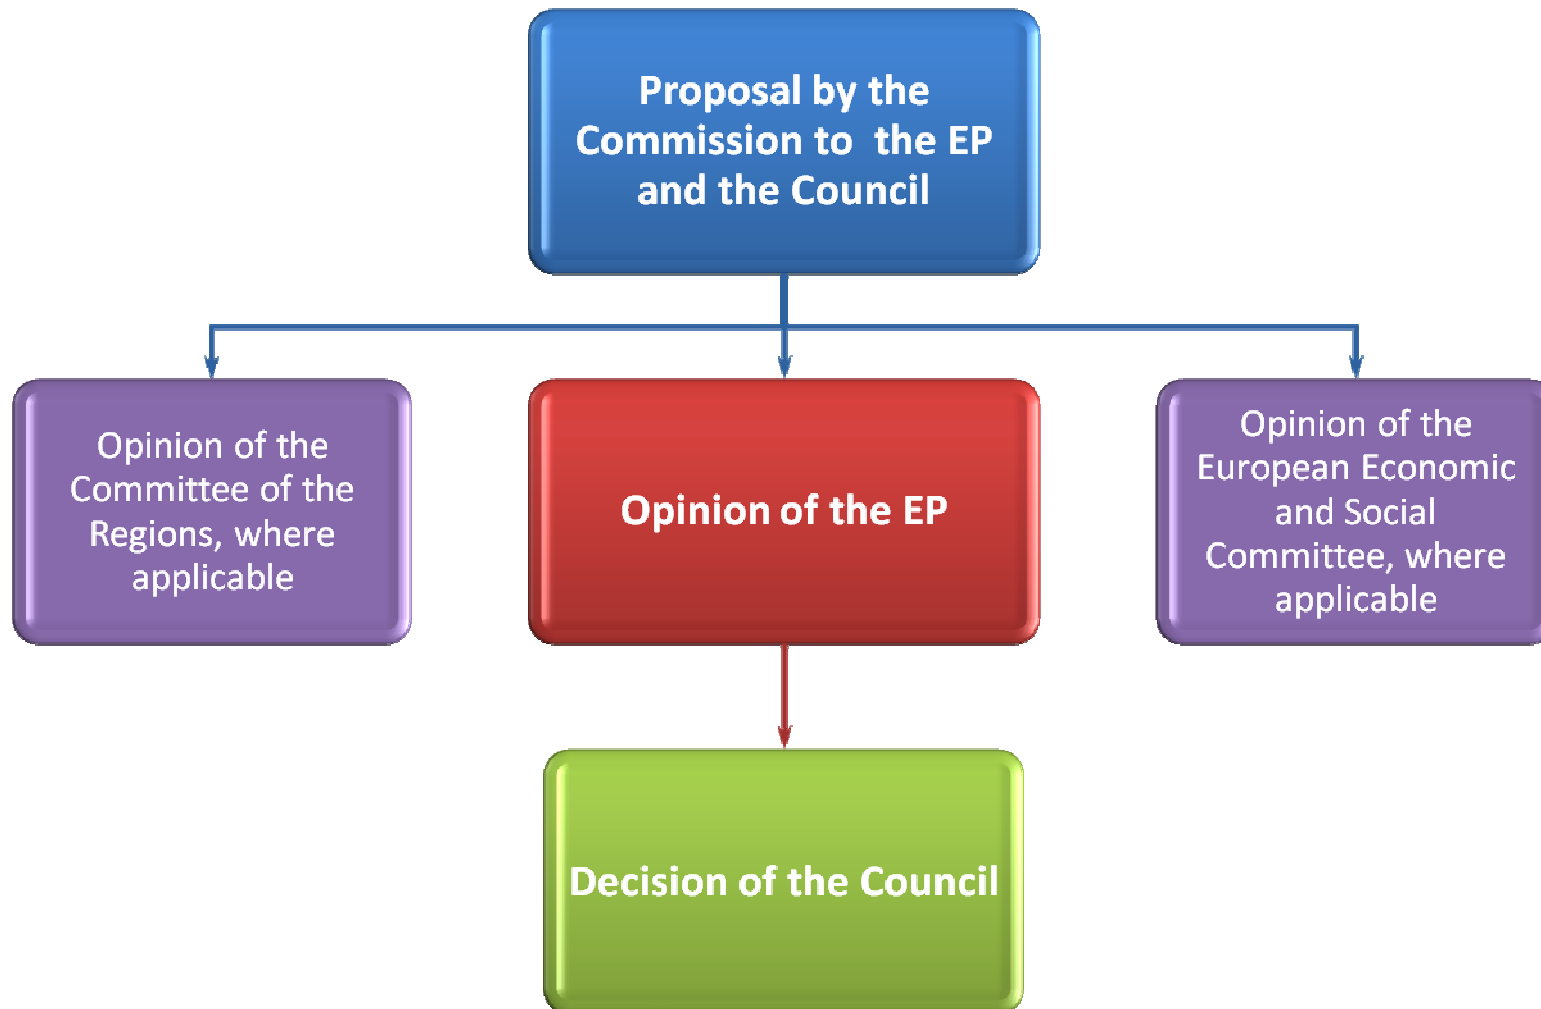 Proposal by the
Commission to  the EP
and the Council
Opinion of the
Committee of the
Regions, where
applicable
Opinion of the EP
Opinion of the
European Economic
and Social
Committee, where
applicable
Decision of the Council